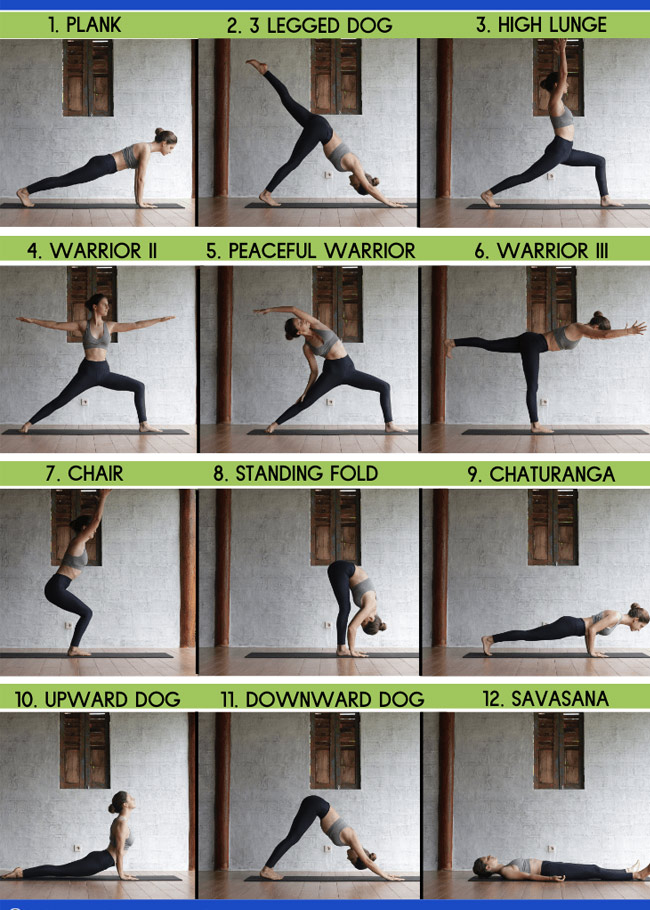 1. PLANK
2. 3 LEGGED DOG
3. HIGH LUNGE
4. WARRIOR II
5. PEACEFUL WARRIOR
6. WARRIOR III
7. CHAIR
8. STANDING FOLD
9. CHATURANGA
10. UPWARD DOG
11. DOWNWARD DOG
12. SAVASANA